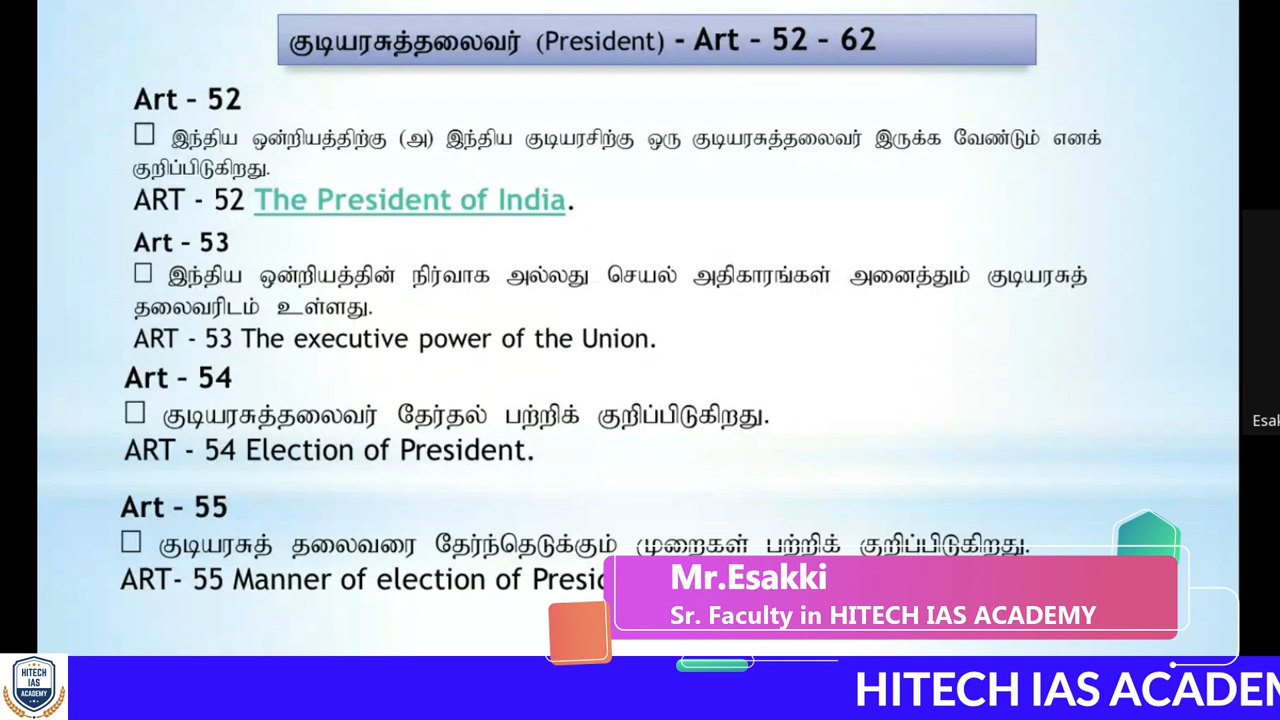 குடியரசுத்தலைவர் (President) - Art - 52 - 62
Art - 52
இந்திய ஒன்றியத்திற்கு (அ) இந்திய குடியரசிற்கு ஒரு குடியரசுத்தலைவர் இருக்க வேண்டும் எனக்
குறிப்பிடுகிறது.
ART - 52 The President of India.
Art - 53
இந்திய ஒன்றியத்தின் நிர்வாக அல்லது செயல் அதிகாரங்கள் அனைத்தும் குடியரசுத்
தலைவரிடம் உள்ளது.
ART - 53 The executive power of the Union.
Art - 54
குடியரசுத்தலைவர் தேர்தல் பற்றிக் குறிப்பிடுகிறது.
ART - 54 Election of President.
Art - 55
குடியரசுத் தலைவரை தேர்ந்தெடுக்கும் முறைகள் பற்றிக் குறிப்பிடுகிறது.
ART- 55 Manner of election of Presid
Esak
Mr.Esakki
Sr. Faculty in HITECH IAS ACADEMY
HITECH
IAS
ACADEMY
HITECH IAS ACADEM